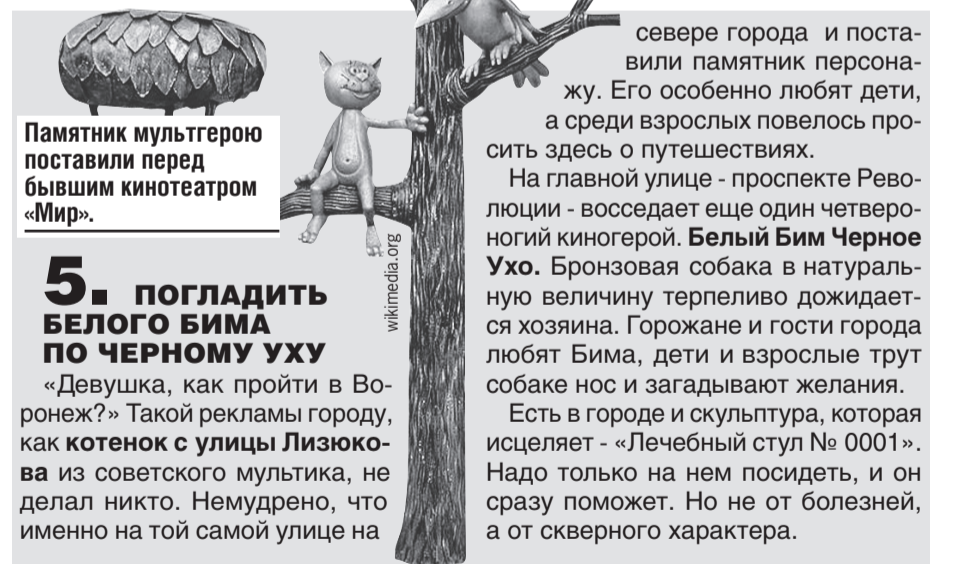 Памятник мультгерою
поставили перед
бывшим кинотеатром
«Мир».
wikimedia.org
5. ПОГЛАДИТЬ
БЕЛОГО БИМА
ПО ЧЕРНОМУ УХУ
«Девушка, как пройти в Во-
ронеж?» Такой рекламы городу,
как котенок с улицы Лизюко-
ва из советского мультика, не
делал никто. Немудрено, что
именно на той самой улице на
севере города и поста-
вили памятник персона-
жу. Его особенно любят дети,
а среди взрослых повелось про-
сить здесь о путешествиях.
На главной улице - проспекте Рево-
люции - восседает еще один четверо-
ногий киногерой. Белый Бим Черное
Ухо. Бронзовая собака в натураль-
ную величину терпеливо дожидает-
ся хозяина. Горожане и гости города
любят Бима, дети и взрослые трут
собаке нос и загадывают желания.
Есть в городе и скульптура, которая
исцеляет - «Лечебный стул № 0001».
Надо только на нем посидеть, и он
сразу поможет. Но не от болезней,
а от скверного характера.